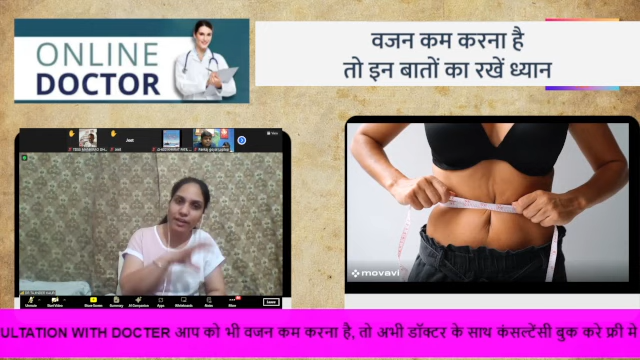 ONLINE
DOCTOR
वजन कम करना है
तो इन बातों का रखें ध्यान
movavi
ULTATION WITH DOCTER आप को भी वजन कम करना है, तो अभी डॉक्टर के साथ कंसल्टेंसी बुक करे फ्री मे